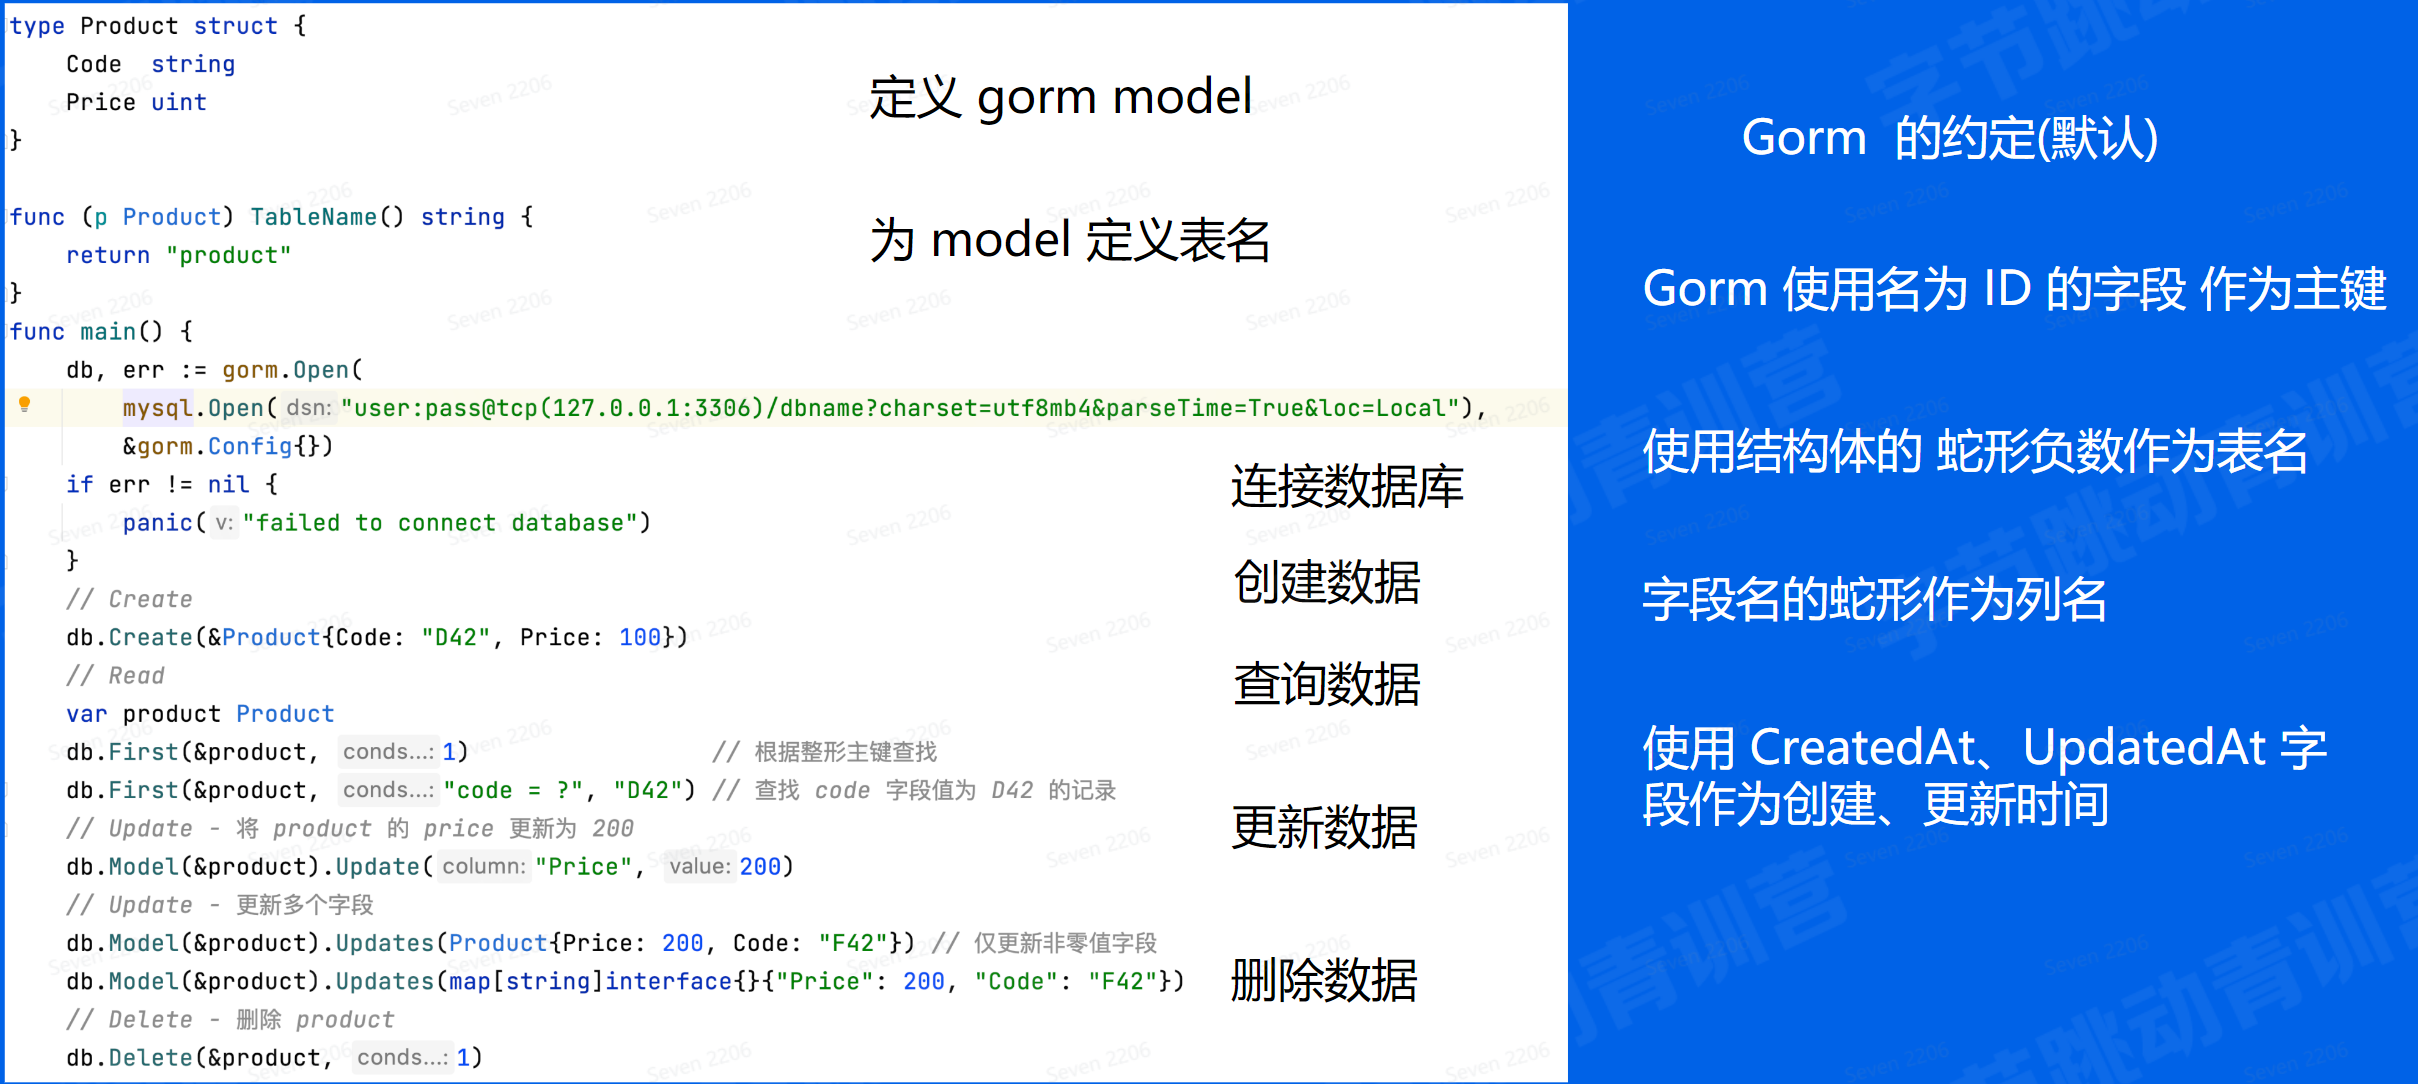 type Product struct {
Code  string
Price uint
}
func (p Product) TableName() string {
return "product"
}
func main() {
db, err := gorm.Open(
mysql.Open( dsn: "user:pass@tcp(127.0.0.1:3306)/dbname?charset=utf8mb4&parseTime=True&loc=Local"),
&gorm.Config{})
if err != nil {
panic( v: "failed to connect database")
}
// Create
db.Create(&Product{Code: "D42", Price: 100})
// Read
var product Product
db.First(&product, conds...: 1) // 根据整形主键查找
db.First(&product, conds...: "code = ?", "D42") // 查找 code 字段值为 D42 的记录
// Update - 将 product 的 price 更新为 200
db.Model(&product).Update( column: "Price", value: 200)
// Update - 更新多个字段
db.Model(&product).Updates(Product{Price: 200, Code: "F42"}) // 仅更新非零值字段
db.Model(&product).Updates(map[string]interface{}{"Price": 200, "Code": "F42"})
// Delete - 删除 product
db.Delete(&product, conds...: 1)
定义 gorm model
为 model 定义表名
连接数据库
创建数据
查询数据
更新数据
删除数据
Gorm 的约定(默认)
Gorm 使用名为 ID 的字段 作为主键
使用结构体的 蛇形负数作为表名
字段名的蛇形作为列名
使用 CreatedAt、UpdatedAt 字
段作为创建、更新时间
Seven 2206
字节跳动青训营